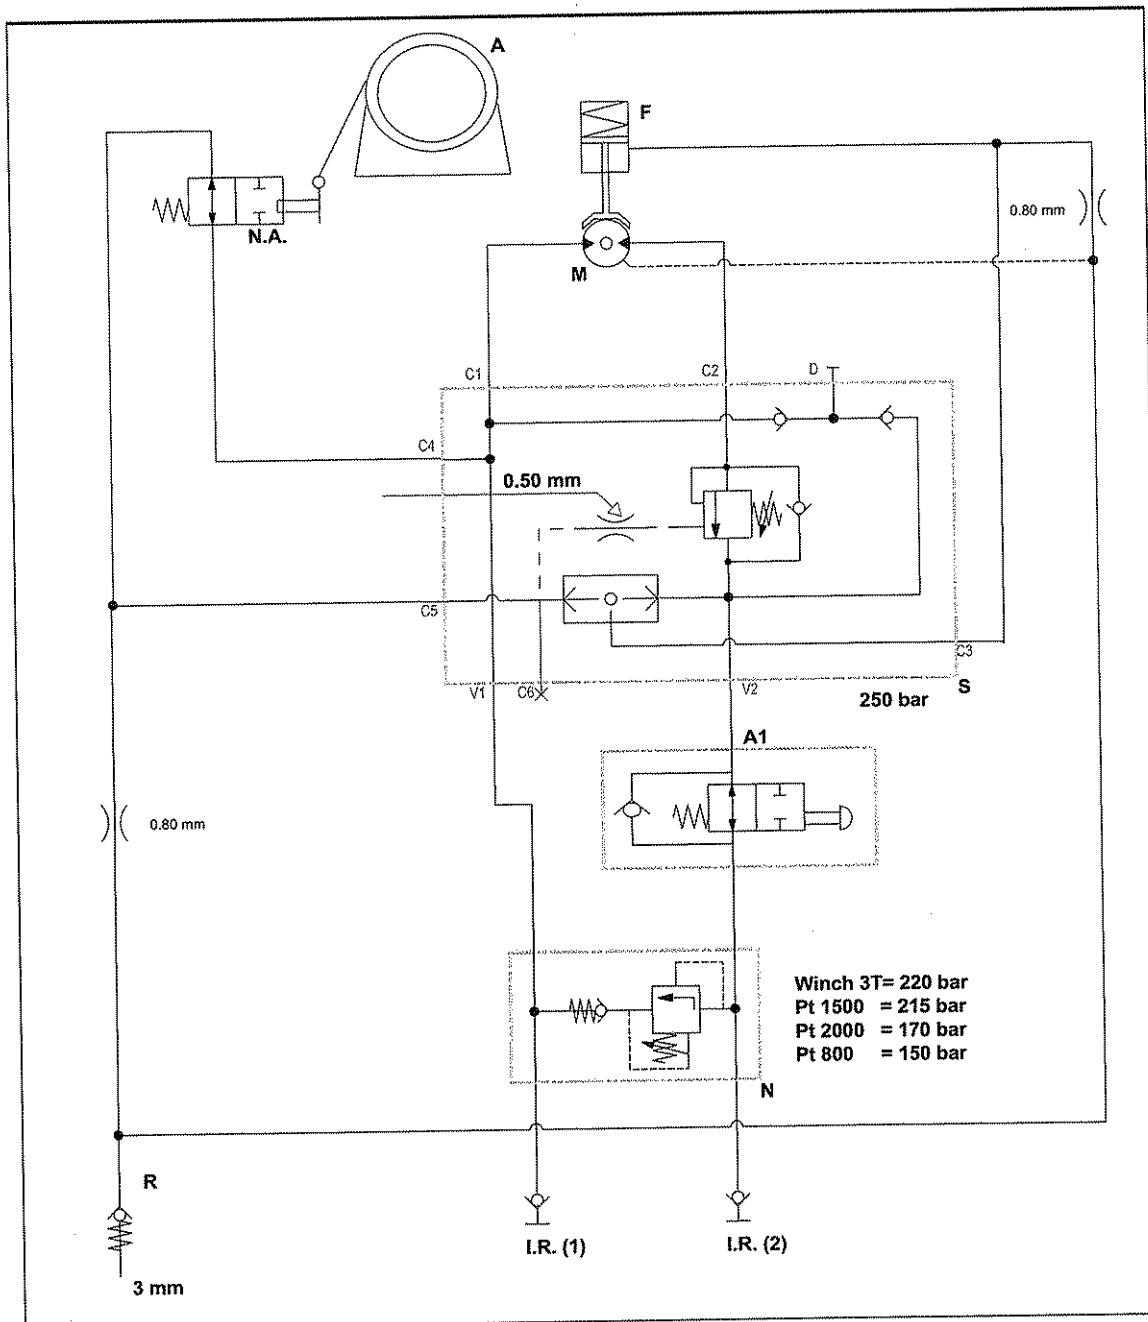 A
F
0.80 mm
N.A.
M
C1
C2
D
C4
0.50 mm
C5
C3
V1
C6
V2
S
250 bar
A1
0.80 mm
Winch 3T= 220 bar
Pt 1500 = 215 bar
Pt 2000 = 170 bar
Pt 800 = 150 bar
N
R
I.R. (1)
I.R. (2)
3 mm